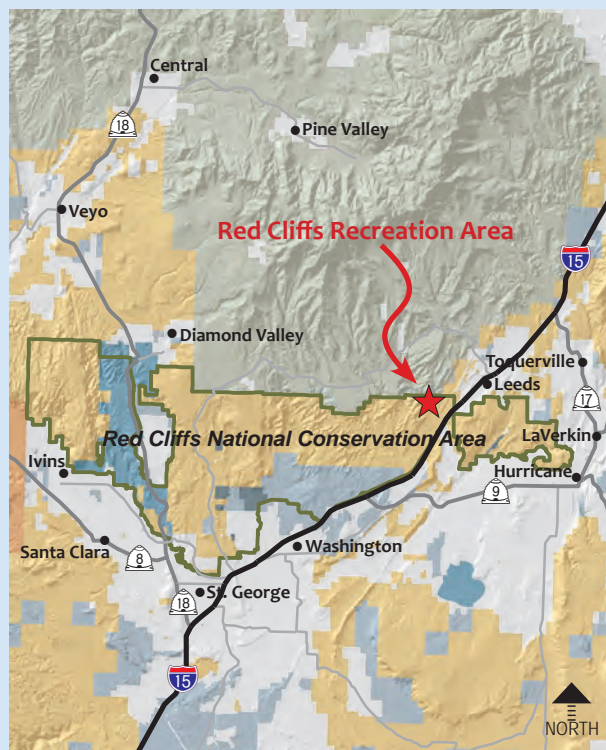 Central
18
Pine Valley
Veyo
Red Cliffs Recreation Area
15
Diamond Valley
Toquerville
Leeds
17
Red Cliffs National Conservation Area
LaVerkin
Ivins
Hurricane
9
Santa Clara
8
Washington
18
St. George
15
NORTH